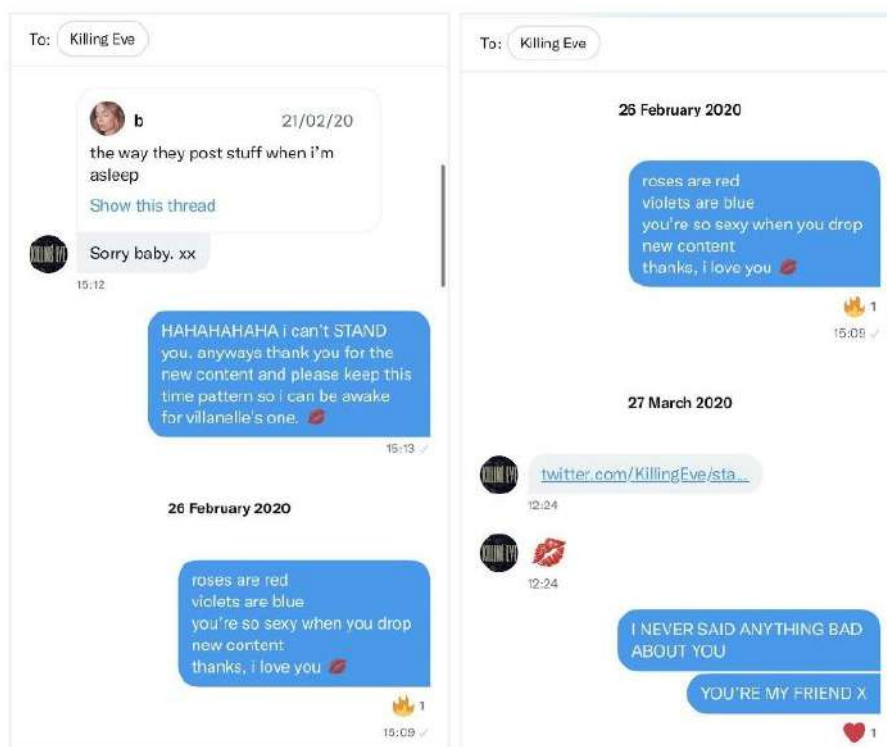 To: Killing Eve
b 21/02/20
the way they post stuff when i'm
asleep
Show this thread
Sorry baby. xx
15:12
HAHAHAHAHA i can't STAND
you. anyways thank you for the
new content and please keep this
time pattern so i can be awake
for villanelle's one. 💋
15:13 ✓
26 February 2020
roses are red
violets are blue
you're so sexy when you drop
new content
thanks, i love you 💋
🔥 1
15:09 ✓
To: Killing Eve
26 February 2020
roses are red
violets are blue
you're so sexy when you drop
new content
thanks, i love you 💋
🔥 1
15:09 ✓
27 March 2020
KILLING EVE
twitter.com/KillingEve/sta...
12:24
KILLING EVE
💋
12:24
I NEVER SAID ANYTHING BAD
ABOUT YOU
YOU'RE MY FRIEND X
❤️ 1